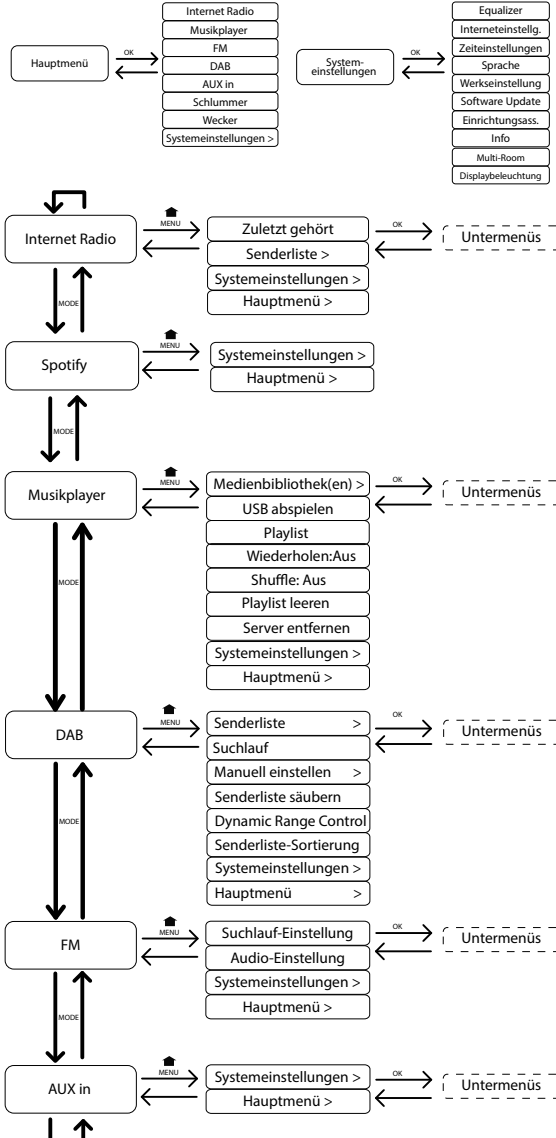 Hauptmenü
OK
Internet Radio
Musikplayer
FM
DAB
AUX in
Schlummer
Wecker
Systemeinstellungen >
System-
einstellungen
OK
Equalizer
Interneteinstellg.
Zeiteinstellungen
Sprache
Werkseinstellung
Software Update
Einrichtungsass.
Info
Multi-Room
Displaybeleuchtung
Internet Radio
MENU
Zuletzt gehört
Senderliste >
Systemeinstellungen >
Hauptmenü >
OK
Untermenüs
MODE
Spotify
MENU
Systemeinstellungen >
Hauptmenü >
MODE
Musikplayer
MENU
Medienbibliothek(en) >
USB abspielen
Playlist
Wiederholen:Aus
Shuffle: Aus
Playlist leeren
Server entfernen
Systemeinstellungen >
Hauptmenü >
OK
Untermenüs
MODE
DAB
MENU
Senderliste >
Suchlauf
Manuell einstellen >
Senderliste säubern
Dynamic Range Control
Senderliste-Sortierung
Systemeinstellungen >
Hauptmenü >
OK
Untermenüs
MODE
FM
MENU
Suchlauf-Einstellung
Audio-Einstellung
Systemeinstellungen >
Hauptmenü >
OK
Untermenüs
MODE
AUX in
MENU
Systemeinstellungen >
Hauptmenü >
OK
Untermenüs